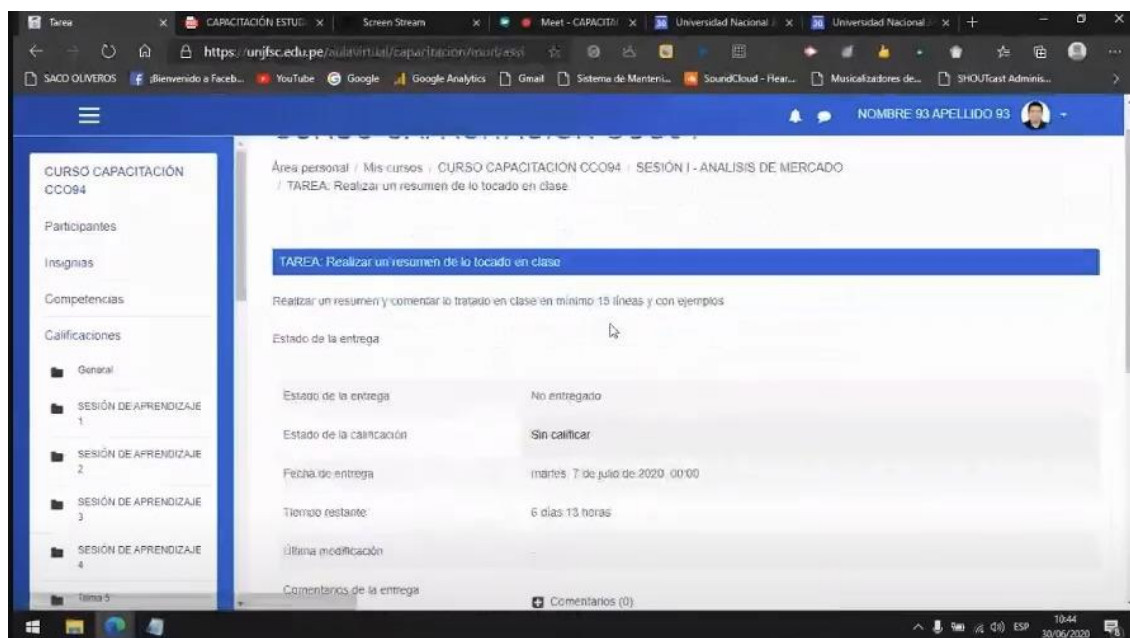 Tarea
CAPACITACIÓN ESTUD
Screen Stream
Meet - CAPACITA
Universidad Nacional
Universidad Nacional
https://unjfsc.edu.pe/aulavirtual/capacitacion/mod/assi
SACO OLIVEROS
¡Bienvenido a Faceb...
YouTube
Google
Google Analytics
Gmail
Sistema de Manteni...
SoundCloud - Hear...
Musicalizadores de...
SHOUTcast Adminis...
NOMBRE 93 APELLIDO 93
CURSO CAPACITACIÓN
CCO94
Participantes
Insignias
Competencias
Calificaciones
General
SESIÓN DE APRENDIZAJE
1
SESIÓN DE APRENDIZAJE
2
SESIÓN DE APRENDIZAJE
3
SESIÓN DE APRENDIZAJE
4
Tema 5
Área personal / Mis cursos / CURSO CAPACITACIÓN CCO94 / SESIÓN I - ANALISIS DE MERCADO
/ TAREA: Realizar un resumen de lo tocado en clase
TAREA: Realizar un resumen de lo tocado en clase
Realizar un resumen y comentar lo tratado en clase en mínimo 15 líneas y con ejemplos
Estado de la entrega
Estado de la entrega No entregado
Estado de la calificación Sin calificar
Fecha de entrega martes, 7 de julio de 2020, 00:00
Tiempo restante 6 días 13 horas
Última modificación -
Comentarios de la entrega Comentarios (0)
ESP
10:44
30/06/2020